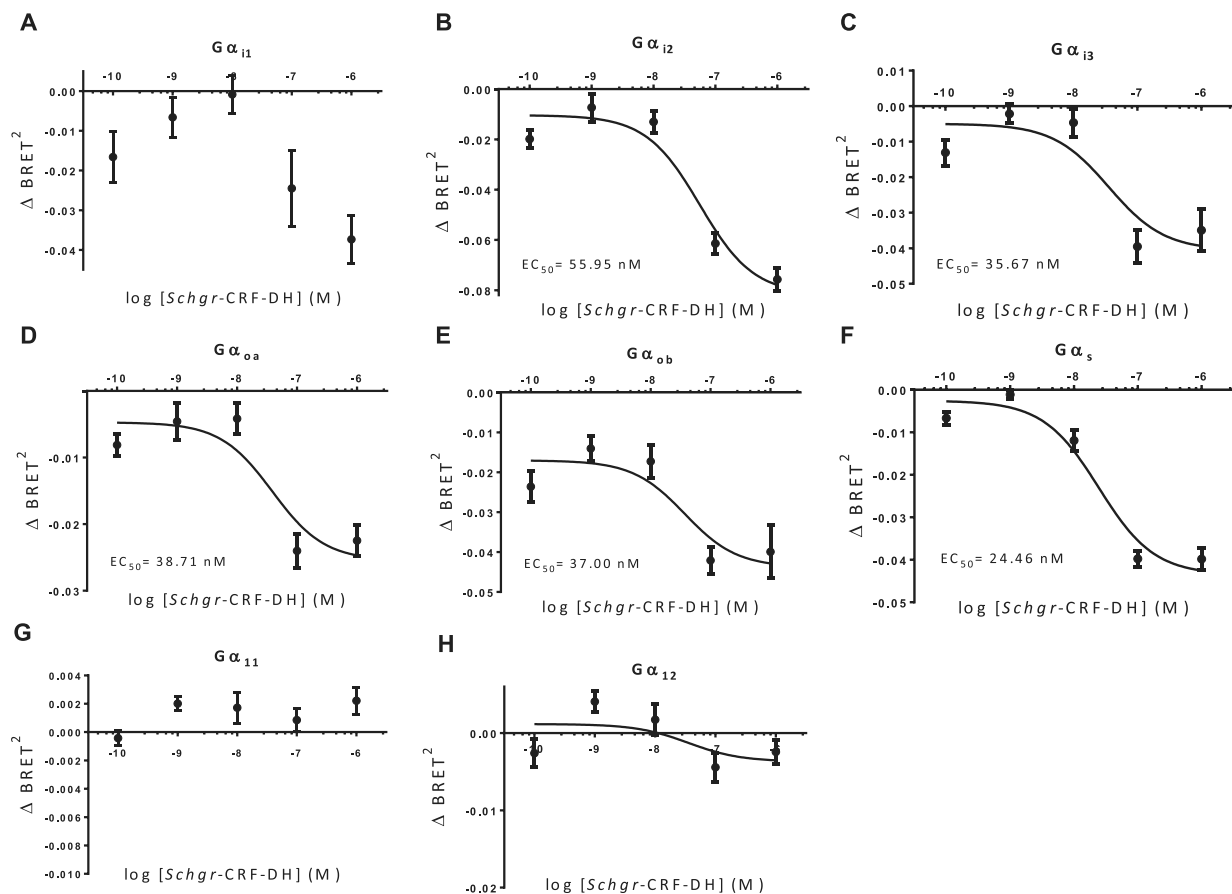 A
Gα i1
-10 -9 -8 -7 -6
0.00
-0.01
-0.02
-0.03
-0.04
Δ BRET²
log [Schgr-CRF-DH] (M)
B
Gα i2
-10 -9 -8 -7 -6
0.00
-0.02
-0.04
-0.06
-0.08
Δ BRET²
EC50= 55.95 nM
log [Schgr-CRF-DH] (M)
C
Gα i3
0.01
0.00
-0.01
-0.02
-0.03
-0.04
-0.05
-10 -9 -8 -7 -6
Δ BRET²
EC50= 35.67 nM
log [Schgr-CRF-DH] (M)
D
Gα oa
-10 -9 -8 -7 -6
-0.01
-0.02
-0.03
Δ BRET²
EC50= 38.71 nM
log [Schgr-CRF-DH] (M)
E
Gα ob
-10 -9 -8 -7 -6
0.00
-0.01
-0.02
-0.03
-0.04
-0.05
Δ BRET²
EC50= 37.00 nM
log [Schgr-CRF-DH] (M)
F
Gα s
-10 -9 -8 -7 -6
0.00
-0.01
-0.02
-0.03
-0.04
-0.05
Δ BRET²
EC50= 24.46 nM
log [Schgr-CRF-DH] (M)
G
Gα 11
0.004
0.002
0.000
-0.002
-0.004
-0.006
-0.008
-0.010
-10 -9 -8 -7 -6
Δ BRET²
log [Schgr-CRF-DH] (M)
H
Gα 12
0.00
-0.01
-0.02
-10 -9 -8 -7 -6
Δ BRET²
log [Schgr-CRF-DH] (M)